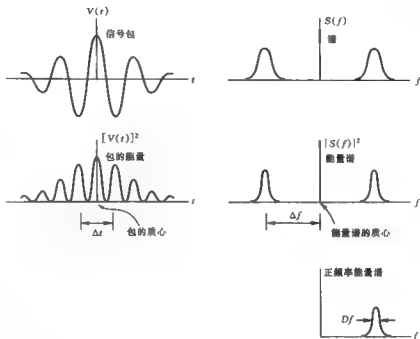 V(t)
信号包
t
S(f)
谱
f
[V(t)]²
包的能量
t
Δt
包的质心
|S(f)|²
能量谱
f
Δf
能量谱的质心
正频率能量谱
Df
f